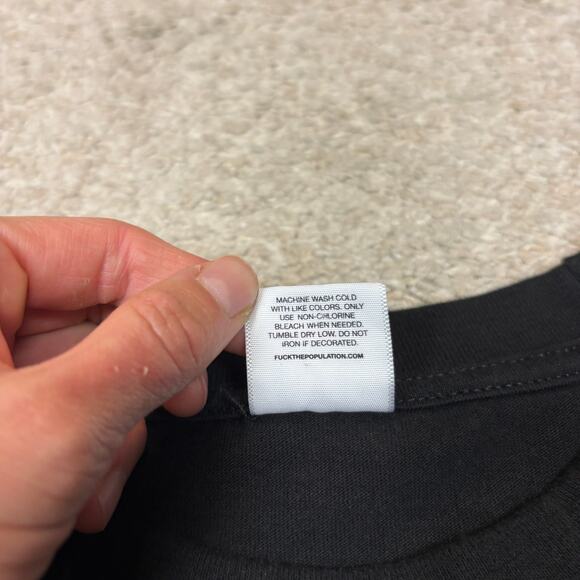 MACHINE WASH COLD
WITH LIKE COLORS. ONLY
USE NON-CHLORINE
BLEACH WHEN NEEDED.
TUMBLE DRY LOW. DO NOT
IRON IF DECORATED.
FUCKTHEPOPULATION.COM